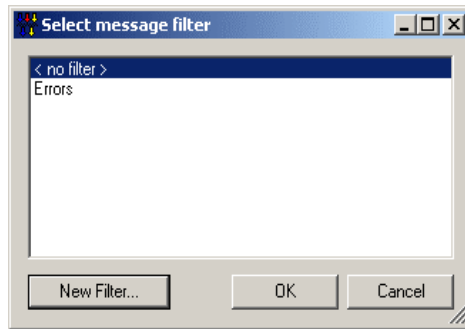 Select message filter
< no filter >
Errors
New Filter...
OK
Cancel